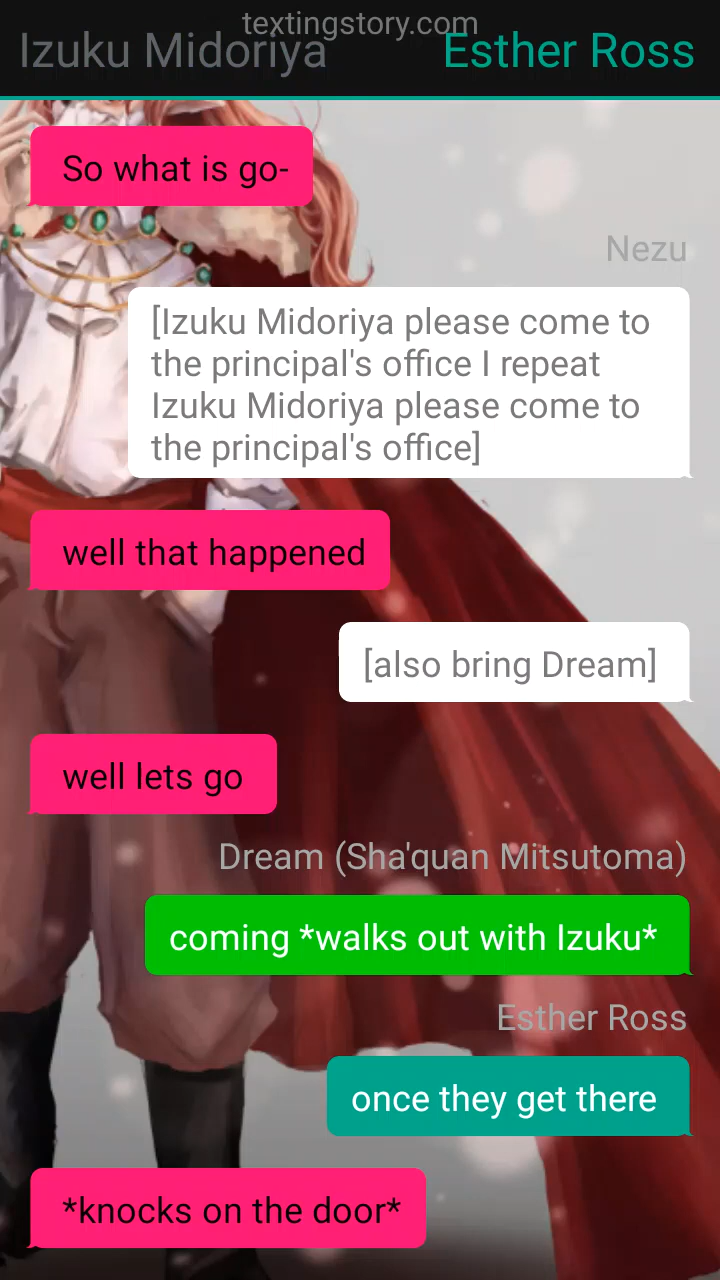 textingstory.com
Izuku Midoriya
Esther Ross
So what is go-
Nezu
[Izuku Midoriya please come to
the principal's office I repeat
Izuku Midoriya please come to
the principal's office]
well that happened
[also bring Dream]
well lets go
Dream (Sha'quan Mitsutoma)
coming *walks out with Izuku*
Esther Ross
once they get there
*knocks on the door*